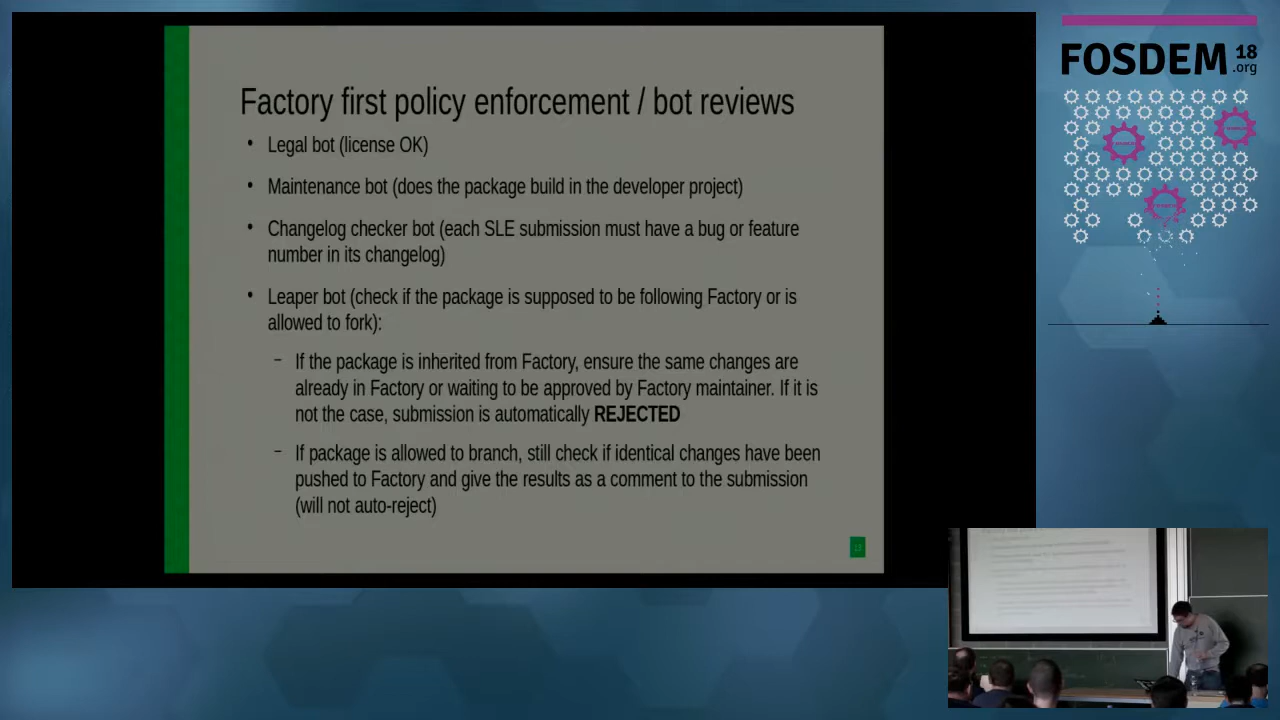 Factory first policy enforcement / bot reviews
• Legal bot (license OK)
• Maintenance bot (does the package build in the developer project)
• Changelog checker bot (each SLE submission must have a bug or feature
number in its changelog)
• Leaper bot (check if the package is supposed to be following Factory or is
allowed to fork):
– If the package is inherited from Factory, ensure the same changes are
already in Factory or waiting to be approved by Factory maintainer. If it is
not the case, submission is automatically REJECTED
– If package is allowed to branch, still check if identical changes have been
pushed to Factory and give the results as a comment to the submission
(will not auto-reject)
FOSDEM 18
.org